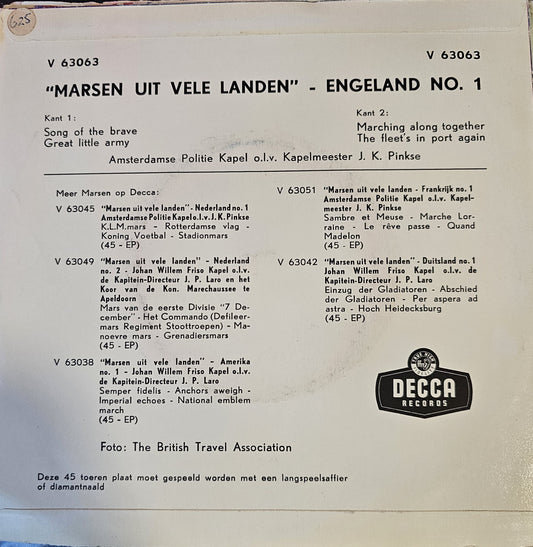 G25
V 63063
V 63063
"MARSEN UIT VELE LANDEN" - ENGELAND NO. 1
Kant 1:
Song of the brave
Great little army
Kant 2:
Marching along together
The fleet's in port again
Amsterdamse Politie Kapel o.l.v. Kapelmeester J. K. Pinkse
Meer Marsen op Decca:
V 63045 "Marsen uit vele landen" - Nederland no. 1
Amsterdamse Politie Kapel o.l.v. J. K. Pinkse
K.L.M. mars - Rotterdamse vlag -
Koning Voetbal - Stadionmars
(45 - EP)
V 63049 "Marsen uit vele landen" - Nederland
no. 2 - Johan Willem Friso Kapel o.l.v. de
de Kapitein-Directeur J. P. Laro en het
Koor van de Kon. Marechaussee te
Apeldoorn
Mars van de eerste Divisie "7 De-
cember" - Het Commando (Defileer-
mars Regiment Stoottroepen) - Ma-
noevre mars - Grenadiersmars
(45 - EP)
V 63038 "Marsen uit vele landen" - Amerika
no. 1 - Johan Willem Friso Kapel o.l.v.
de Kapitein-Directeur J. P. Laro
Semper fidelis - Anchors aweigh -
Imperial echoes - National emblem
march
(45 - EP)
V 63051 "Marsen uit vele landen - Frankrijk no. 1
Amsterdamse Politie Kapel o.l.v. Kapel-
meester J. K. Pinkse
Sambre et Meuse - Marche Lor-
raine - Le rêve passe - Quand
Madelon
(45 - EP)
V 63042 "Marsen uit vele landen" - Duitsland no. 1
Johan Willem Friso Kapel o.l.v. de
Kapitein-Directeur J. P. Laro
Einzug der Gladiatoren - Abschied
der Gladiatoren - Per aspera ad
astra - Hoch Heidecksburg
(45 - EP)
DECCA
RECORDS
Foto: The British Travel Association
Deze 45 toeren plaat moet gespeeld worden met een langspeelsaffier
of diamantnaald